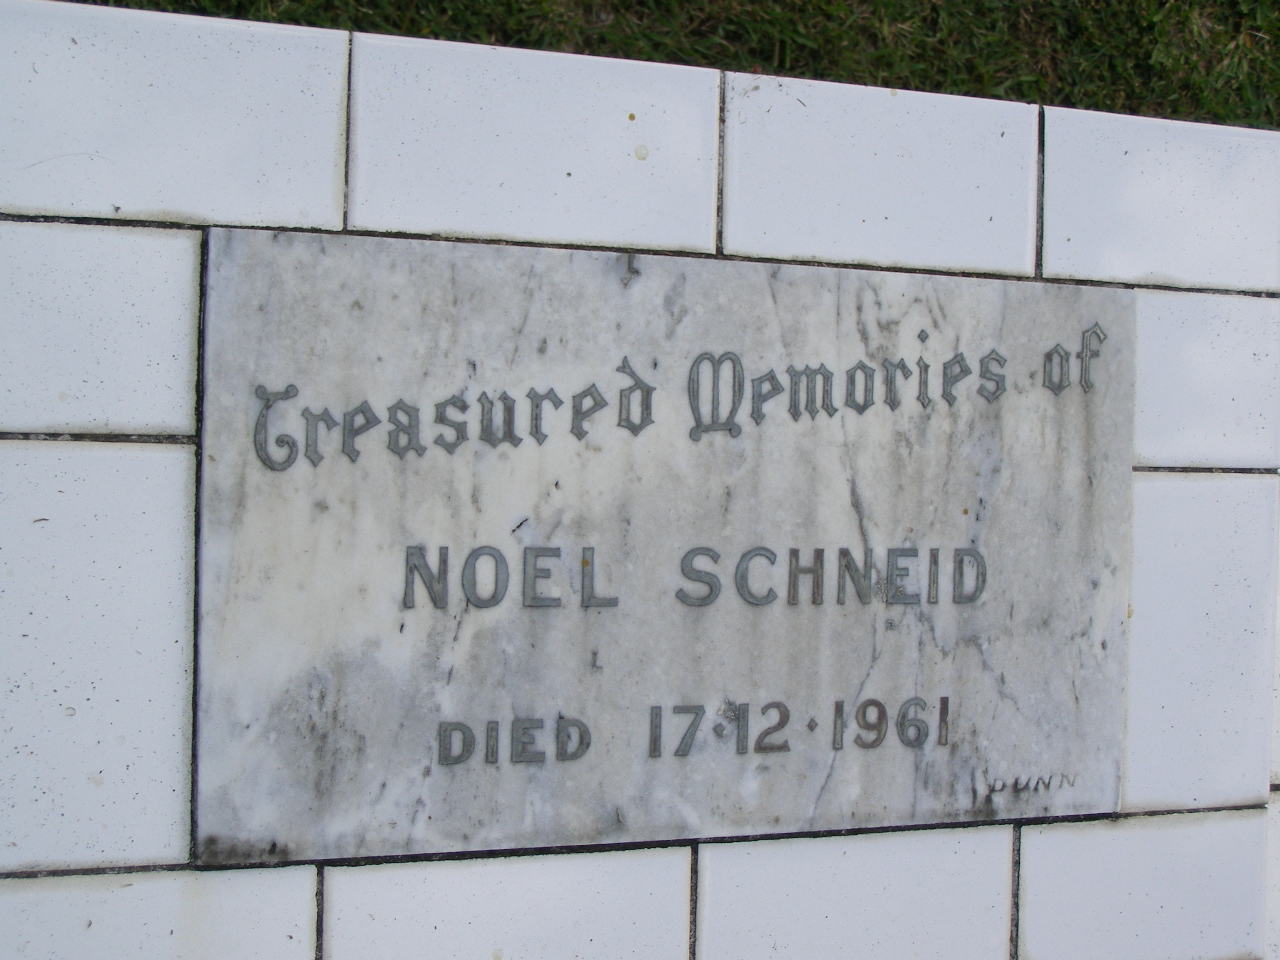 Treasured Memories of
NOEL SCHNEID
DIED 17·12·1961
DUNN